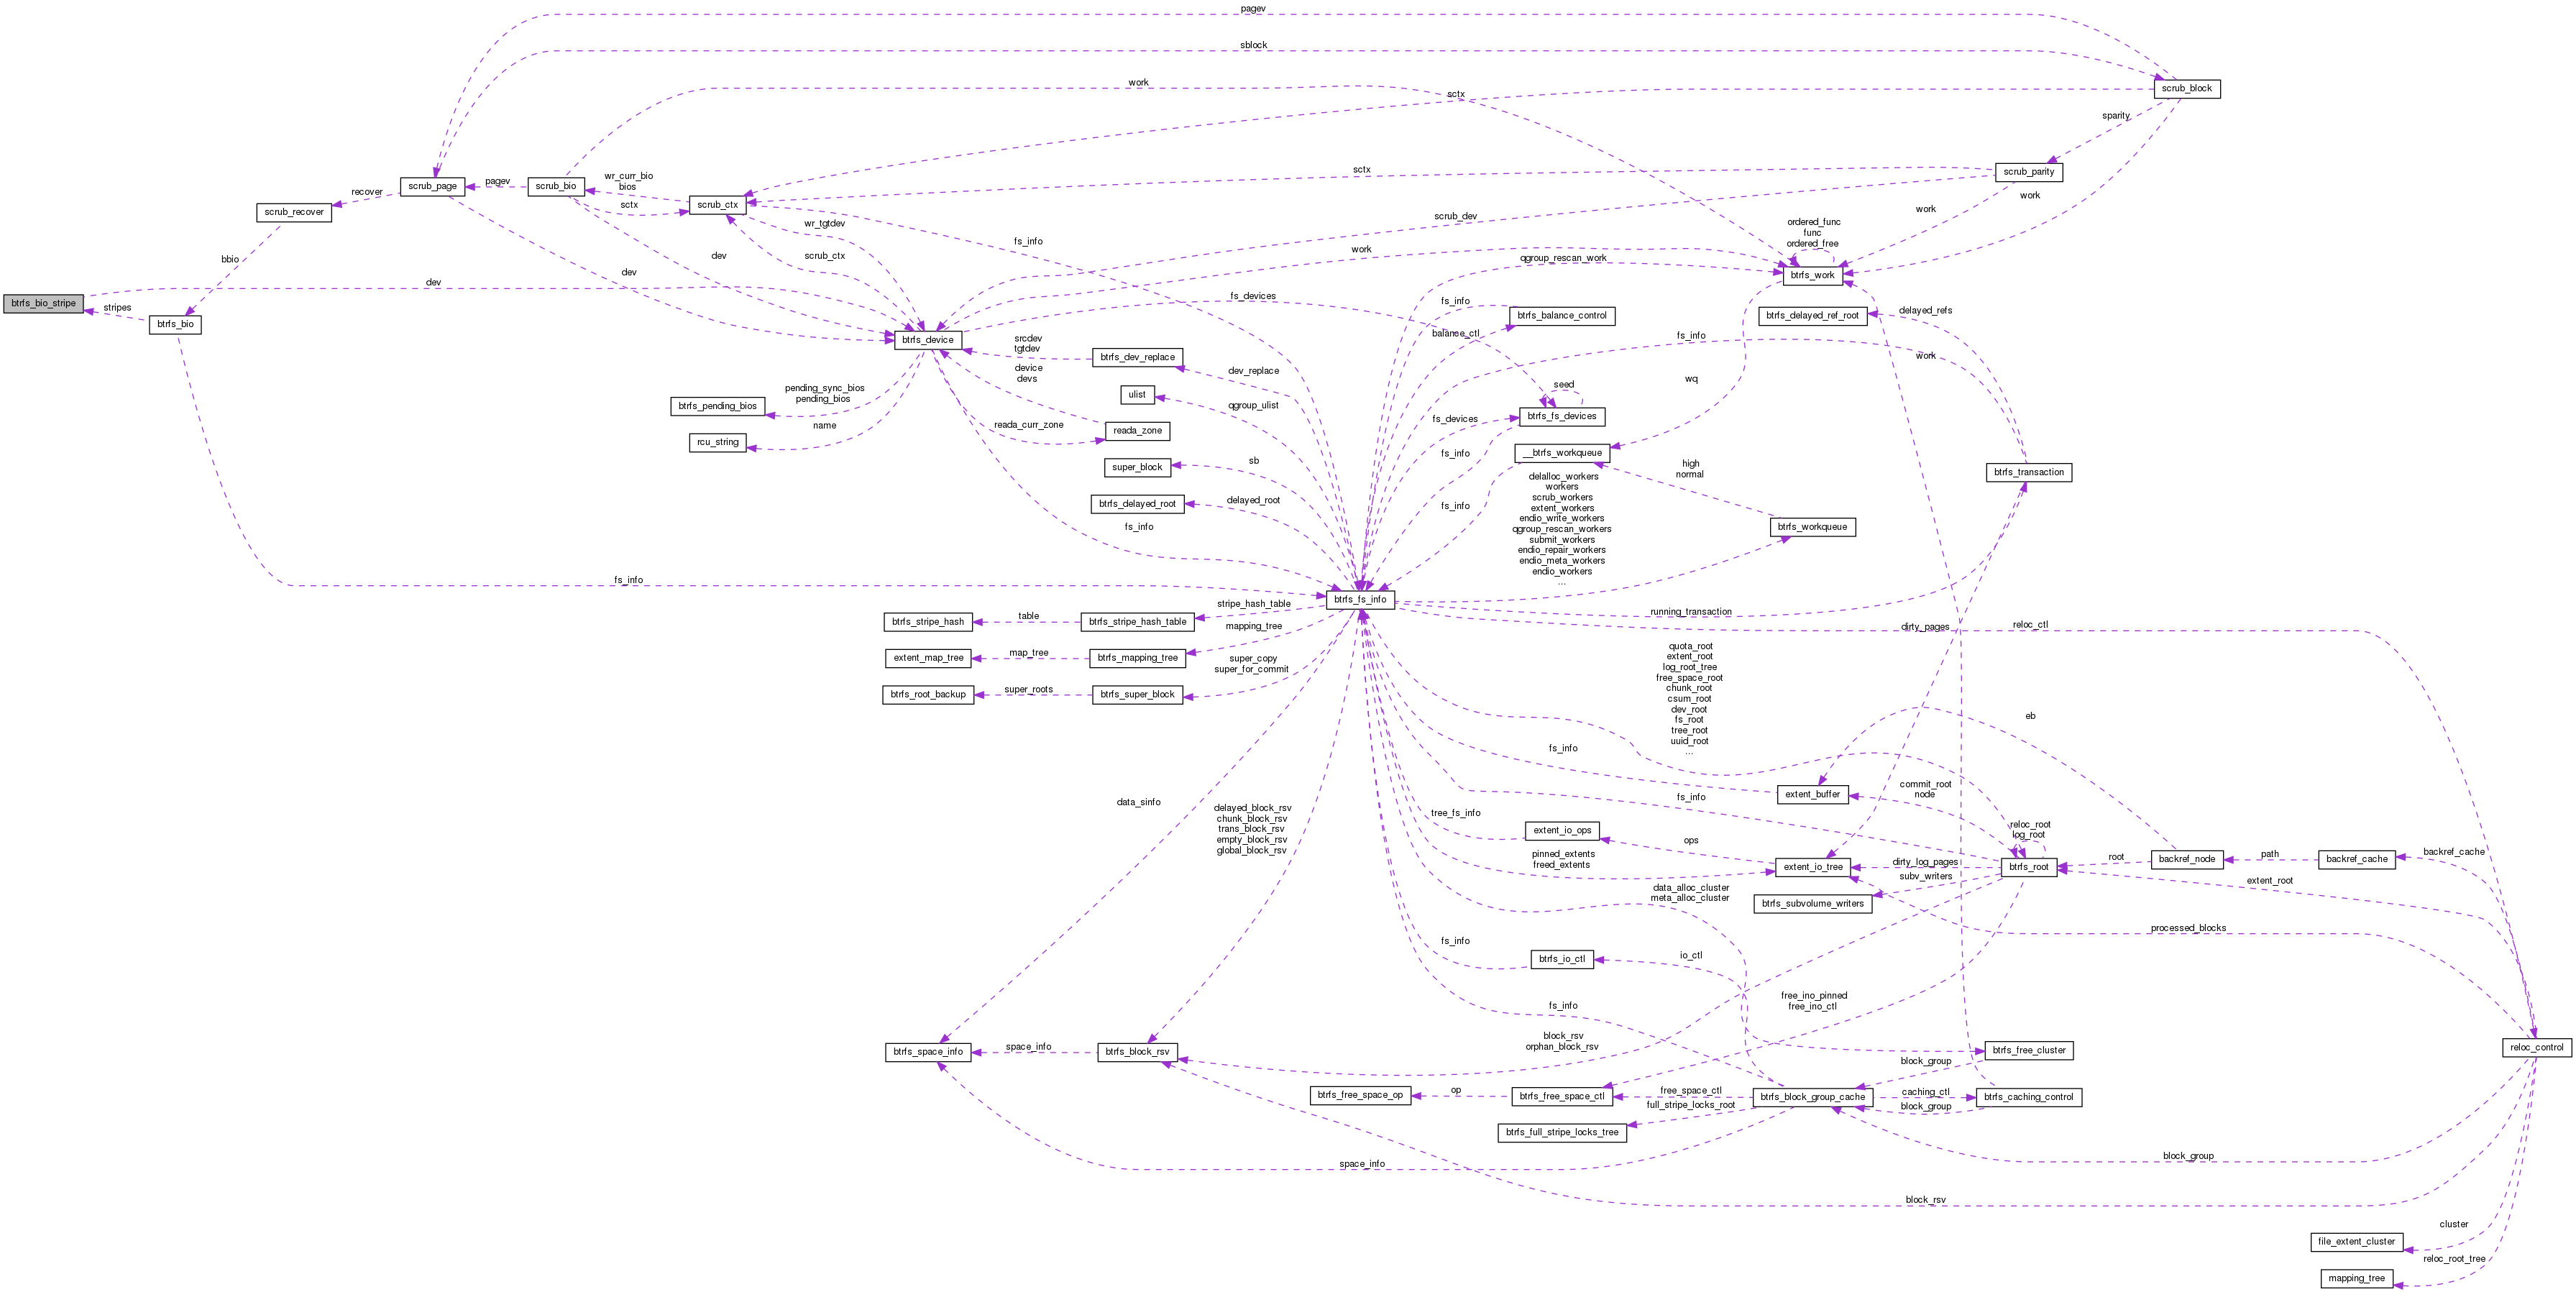 pagev
sblock
work
scrub_block
sctx
sparity
scrub_parity
sctx
wr_curr_bio
bios
pagev
scrub_page
scrub_bio
recover
scrub_ctx
sctx
scrub_recover
work
work
scrub_dev
wr_tgtdev
ordered_func
func
ordered_free
fs_info
work
scrub_ctx
dev
qgroup_rescan_work
bbio
dev
btrfs_work
dev
fs_devices
fs_info
btrfs_bio_stripe
stripes
btrfs_balance_control
btrfs_delayed_ref_root
delayed_refs
btrfs_bio
balance_ctl
fs_info
btrfs_device
srcdev
tgtdev
btrfs_dev_replace
work
device
devs
dev_replace
wq
seed
pending_sync_bios
pending_bios
ulist
qgroup_ulist
btrfs_pending_bios
btrfs_fs_devices
fs_devices
name
reada_curr_zone
reada_zone
rcu_string
fs_info
__btrfs_workqueue
sb
super_block
high
normal
btrfs_transaction
delalloc_workers
workers
scrub_workers
extent_workers
endio_write_workers
qgroup_rescan_workers
submit_workers
endio_repair_workers
endio_meta_workers
endio_workers
...
btrfs_delayed_root
delayed_root
fs_info
fs_info
btrfs_workqueue
fs_info
btrfs_fs_info
stripe_hash_table
running_transaction
table
btrfs_stripe_hash
btrfs_stripe_hash_table
mapping_tree
dirty_pages
reloc_ctl
map_tree
extent_map_tree
btrfs_mapping_tree
super_copy
super_for_commit
quota_root
extent_root
log_root_tree
free_space_root
chunk_root
csum_root
dev_root
fs_root
tree_root
uuid_root
...
super_roots
btrfs_root_backup
btrfs_super_block
eb
fs_info
commit_root
node
extent_buffer
fs_info
data_sinfo
delayed_block_rsv
chunk_block_rsv
trans_block_rsv
empty_block_rsv
global_block_rsv
tree_fs_info
extent_io_ops
ops
reloc_root
log_root
pinned_extents
freed_extents
extent_io_tree
dirty_log_pages
btrfs_root
root
backref_node
path
backref_cache
backref_cache
subv_writers
extent_root
data_alloc_cluster
meta_alloc_cluster
btrfs_subvolume_writers
processed_blocks
fs_info
btrfs_io_ctl
io_ctl
fs_info
free_ino_pinned
free_ino_ctl
block_rsv
orphan_block_rsv
btrfs_space_info
space_info
btrfs_block_rsv
btrfs_free_cluster
reloc_control
block_group
op
btrfs_free_space_op
btrfs_free_space_ctl
free_space_ctl
btrfs_block_group_cache
caching_ctl
btrfs_caching_control
full_stripe_locks_root
block_group
btrfs_full_stripe_locks_tree
space_info
block_group
block_rsv
cluster
file_extent_cluster
reloc_root_tree
mapping_tree